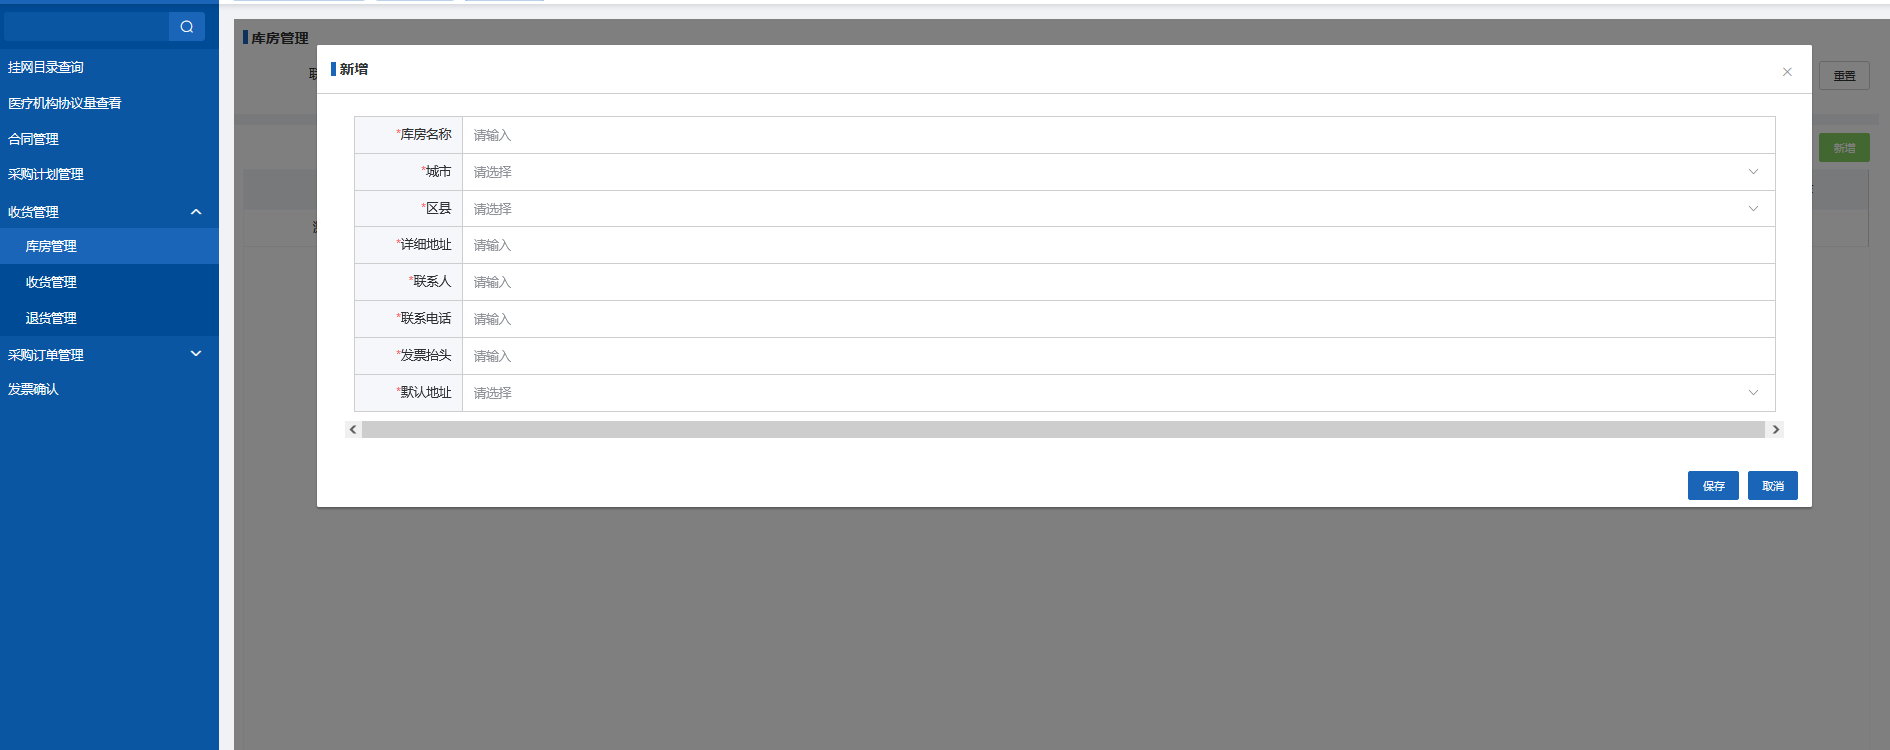 挂网目录查询
医疗机构协议量查看
合同管理
采购计划管理
收货管理
库房管理
收货管理
退货管理
采购订单管理
发票确认
库房管理
重置
新增
新增
*库房名称 请输入
*城市 请选择
*区县 请选择
*详细地址 请输入
*联系人 请输入
*联系电话 请输入
*发票抬头 请输入
*默认地址 请选择
保存 取消